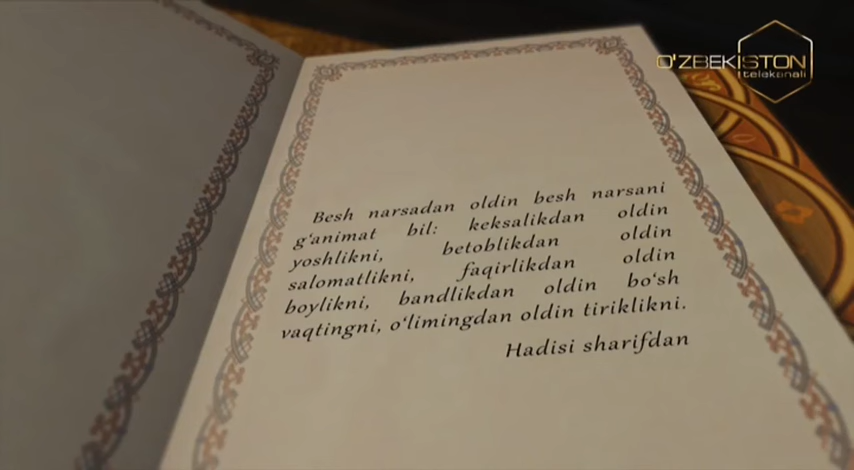 O'ZBEKISTON
telekanali
Besh narsadan oldin besh narsani
g‘animat bil: keksalikdan oldin
yoshlikni, betoblikdan oldin
salomatlikni, faqirlikdan oldin
boylikni, bandlikdan oldin bo‘sh
vaqtingni, o‘limingdan oldin tiriklikni.
Hadisi sharifdan